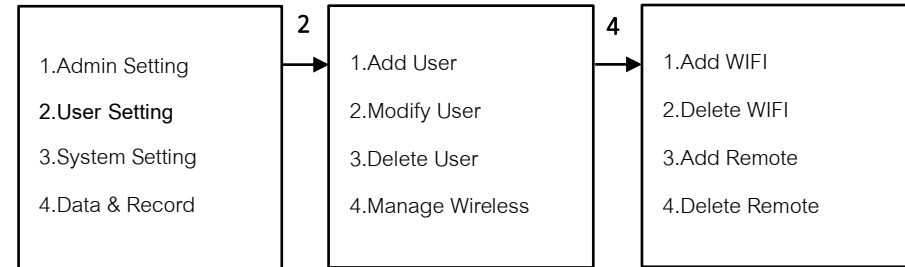 2
4
1.Admin Setting
2.User Setting
3.System Setting
4.Data & Record
1.Add User
2.Modify User
3.Delete User
4.Manage Wireless
1.Add WIFI
2.Delete WIFI
3.Add Remote
4.Delete Remote